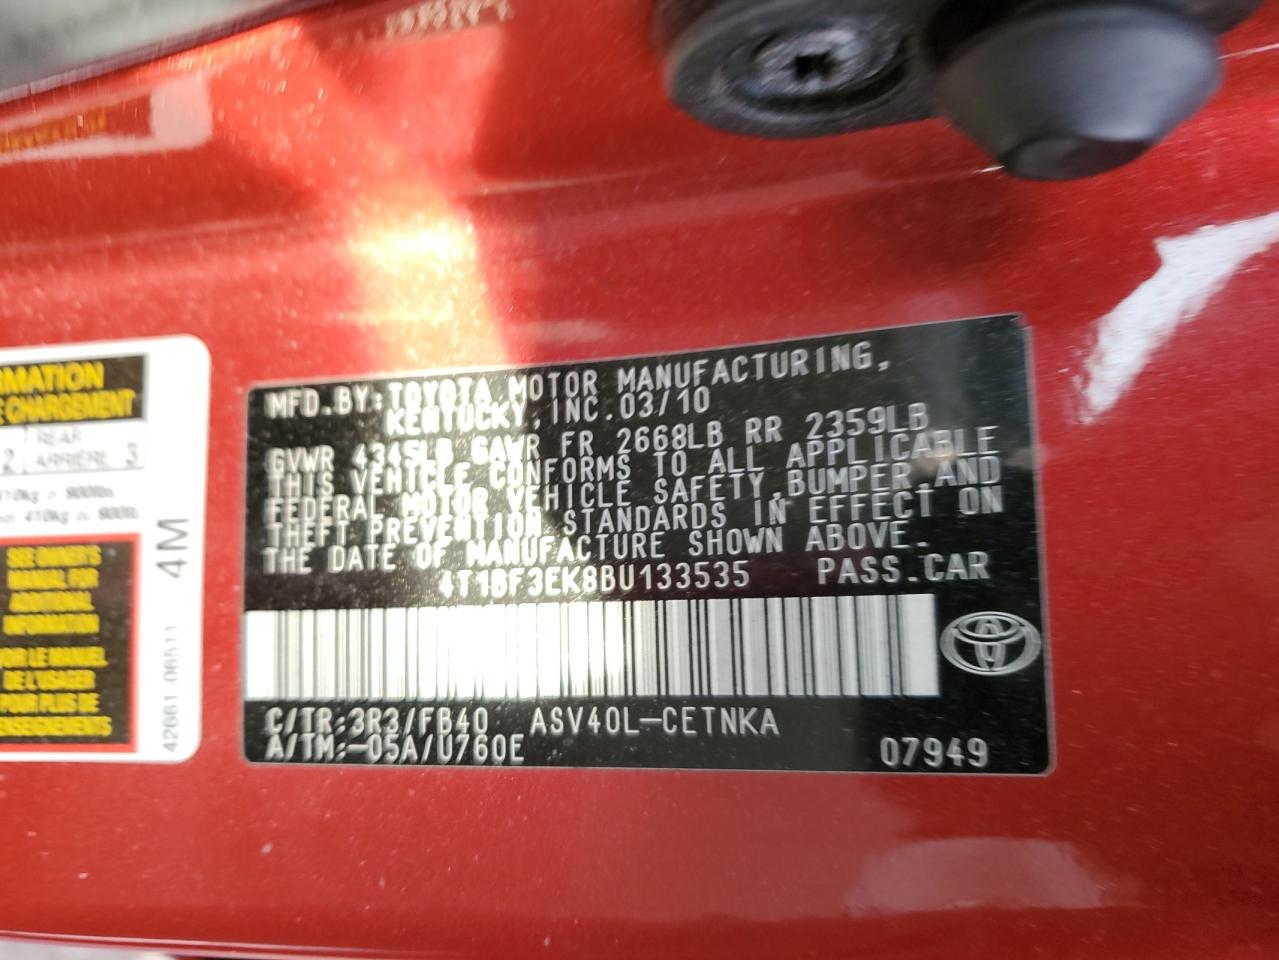 RMATION
E CHARGEMENT
2 REAR ARRIÈRE 3
4M
42661-06511
SEE OWNER'S
MANUAL FOR
ADDITIONAL
INFORMATION
VOIR LE MANUEL
DE L'USAGER
POUR PLUS DE
MFD.BY:TOYOTA MOTOR MANUFACTURING,
KENTUCKY,INC.03/10
GVWR 4345LB GAWR FR 2668LB RR 2359LB
THIS VEHICLE CONFORMS TO ALL APPLICABLE
FEDERAL MOTOR VEHICLE SAFETY,BUMPER,AND
THEFT PREVENTION STANDARDS IN EFFECT ON
THE DATE OF MANUFACTURE SHOWN ABOVE.
4T1BF3EK8BU133535 PASS.CAR
C/TR:3R3/FB40 ASV40L-CETNKA
A/TM:-05A/U760E 07949